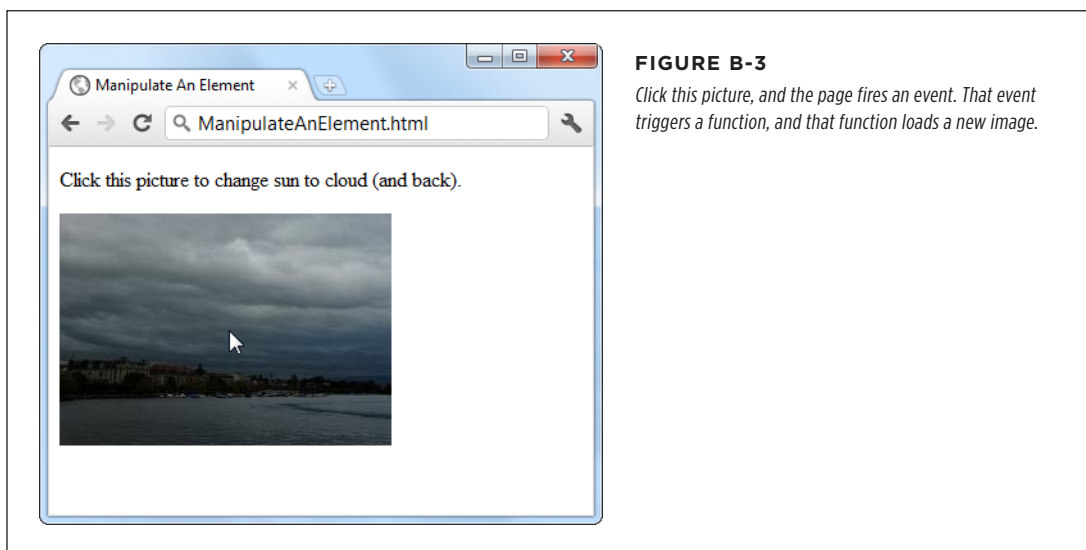 Manipulate An Element
ManipulateAnElement.html
Click this picture to change sun to cloud (and back).
FIGURE B-3
Click this picture, and the page fires an event. That event
triggers a function, and that function loads a new image.